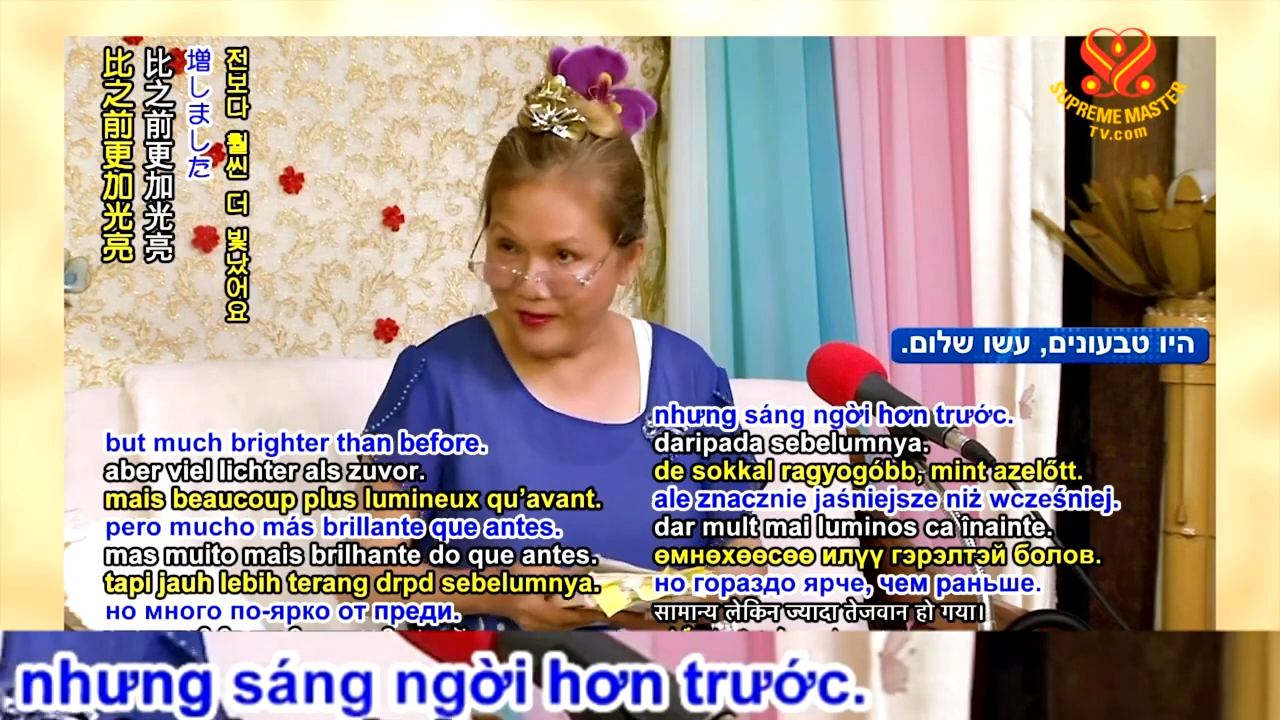 比之前更加光亮
比之前更加光亮
増しました
전보다 훨씬 더 빛났어요
SUPREME MASTER
TV.com
היו טבעונים, עשו שלום.
but much brighter than before.
aber viel lichter als zuvor.
mais beaucoup plus lumineux qu’avant.
pero mucho más brillante que antes.
mas muito mais brilhante do que antes.
tapi jauh lebih terang drpd sebelumnya.
но много по-ярко от преди.
nhưng sáng ngời hơn trước.
daripada sebelumnya.
de sokkal ragyogóbb, mint azelőtt.
ale znacznie jaśniejsze niż wcześniej.
dar mult mai luminos ca înainte.
өмнөхөөсөө илүү гэрэлтэй болов.
но гораздо ярче, чем раньше.
सामान्य लेकिन ज्यादा तेजवान हो गया।
nhưng sáng ngời hơn trước.